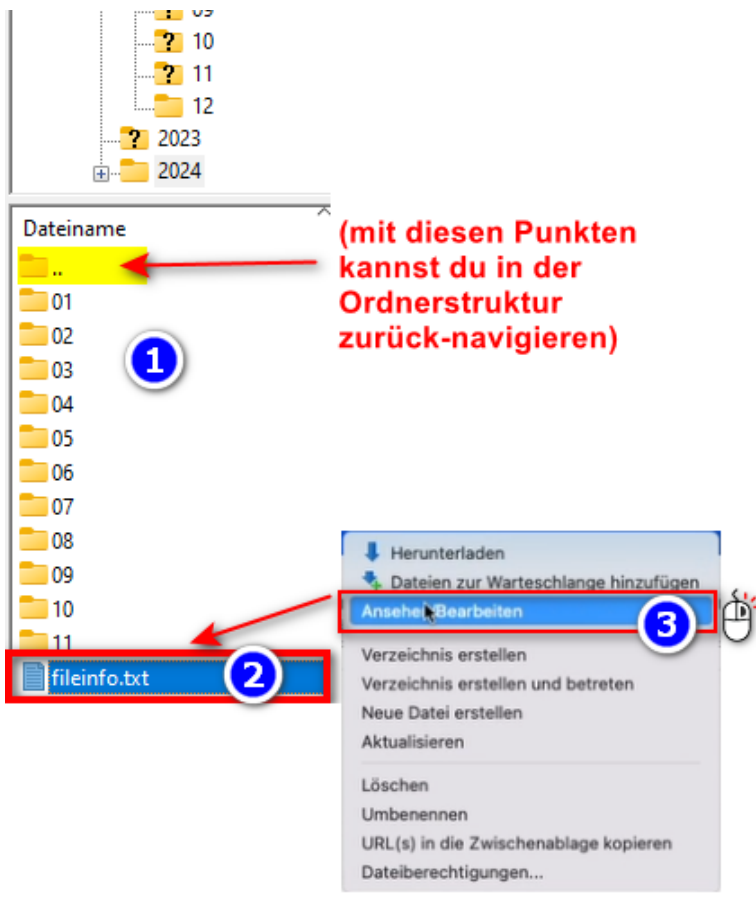 09
? 10
? 11
12
? 2023
2024
Dateiname
..
01
02
03
04
05
06
07
08
09
10
11
fileinfo.txt
1
2
(mit diesen Punkten
kannst du in der
Ordnerstruktur
zurück-navigieren)
Herunterladen
Dateien zur Warteschlange hinzufügen
Ansehen/Bearbeiten
3
Verzeichnis erstellen
Verzeichnis erstellen und betreten
Neue Datei erstellen
Aktualisieren
Löschen
Umbenennen
URL(s) in die Zwischenablage kopieren
Dateiberechtigungen...